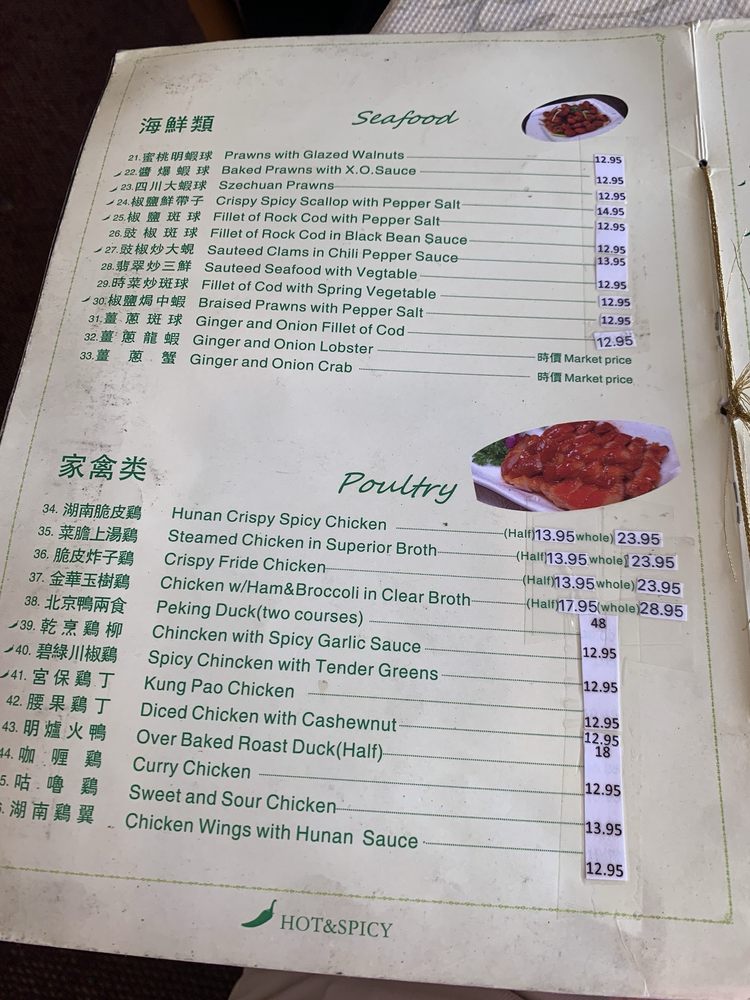 海鮮類 Seafood
21.蜜桃明蝦球 Prawns with Glazed Walnuts 12.95
22.醬爆蝦球 Baked Prawns with X.O.Sauce 12.95
23.四川大蝦球 Szechuan Prawns 12.95
24.椒鹽鮮帶子 Crispy Spicy Scallop with Pepper Salt 14.95
25.椒鹽斑球 Fillet of Rock Cod with Pepper Salt 12.95
26.豉椒斑球 Fillet of Rock Cod in Black Bean Sauce 12.95
27.豉椒炒大蜆 Sauteed Clams in Chili Pepper Sauce 13.95
28.翡翠炒三鮮 Sauteed Seafood with Vegtable 12.95
29.時菜炒斑球 Fillet of Cod with Spring Vegetable 12.95
30.椒鹽焗中蝦 Braised Prawns with Pepper Salt 12.95
31.薑蔥斑球 Ginger and Onion Fillet of Cod 12.95
32.薑蔥龍蝦 Ginger and Onion Lobster 時價 Market price
33.薑蔥蟹 Ginger and Onion Crab 時價 Market price
家禽类 Poultry
34. 湖南脆皮鷄 Hunan Crispy Spicy Chicken (Half)13.95whole) 23.95
35. 菜膽上湯鷄 Steamed Chicken in Superior Broth (Half)13.95whole) 23.95
36. 脆皮炸子鷄 Crispy Fride Chicken (Half)13.95whole) 23.95
37. 金華玉樹鷄 Chicken w/Ham&Broccoli in Clear Broth (Half)17.95(whole)28.95
38. 北京鴨兩食 Peking Duck(two courses) 48
39. 乾烹鷄柳 Chincken with Spicy Garlic Sauce 12.95
40. 碧綠川椒鷄 Spicy Chincken with Tender Greens 12.95
41. 宮保鷄丁 Kung Pao Chicken 12.95
42. 腰果鷄丁 Diced Chicken with Cashewnut 12.95
43. 明爐火鴨 Over Baked Roast Duck(Half) 18
44. 咖喱鷄 Curry Chicken 12.95
5. 咕嚕鷄 Sweet and Sour Chicken 13.95
湖南鷄翼 Chicken Wings with Hunan Sauce 12.95
HOT&SPICY